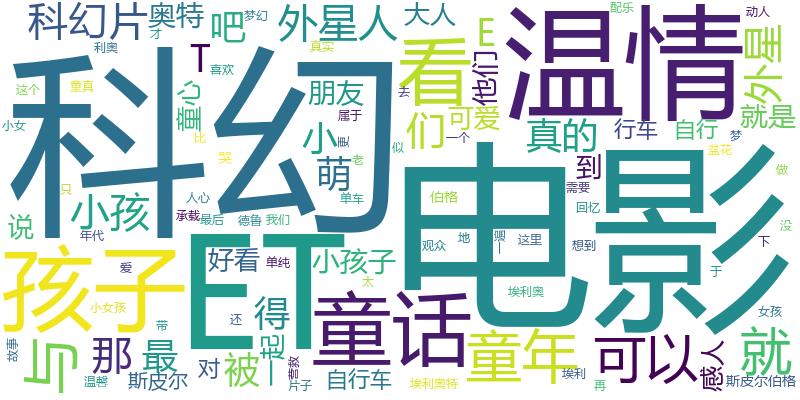 科幻片
奥特
才
梦幻
吧
外星人
大人
E
温情
配乐
动人
利奥
T
真实
看
他们
外星
科幻
喜欢
这个
童真
童心
朋友
去
们
可爱
真的
行车
自行
就是
小女
比
哭
小
属于
更
似
一个
梦
盆花
只
萌
老
电影
到
需要
做
说
小孩
人心
承载
单车
伯格
回忆
没
年代
最后
德鲁
我们
观众
地
这里
想到
于
下
孩子
ET
爱
好看
单纯
小孩子
太
女孩
小女孩
还
得
一起
童话
埃利奥
故事
与
那
最
带
童年
可以
感人
就
温馨
斯皮尔
对
被
营救
片子
自行车
埃利奥特
埃利
再
斯皮尔伯格